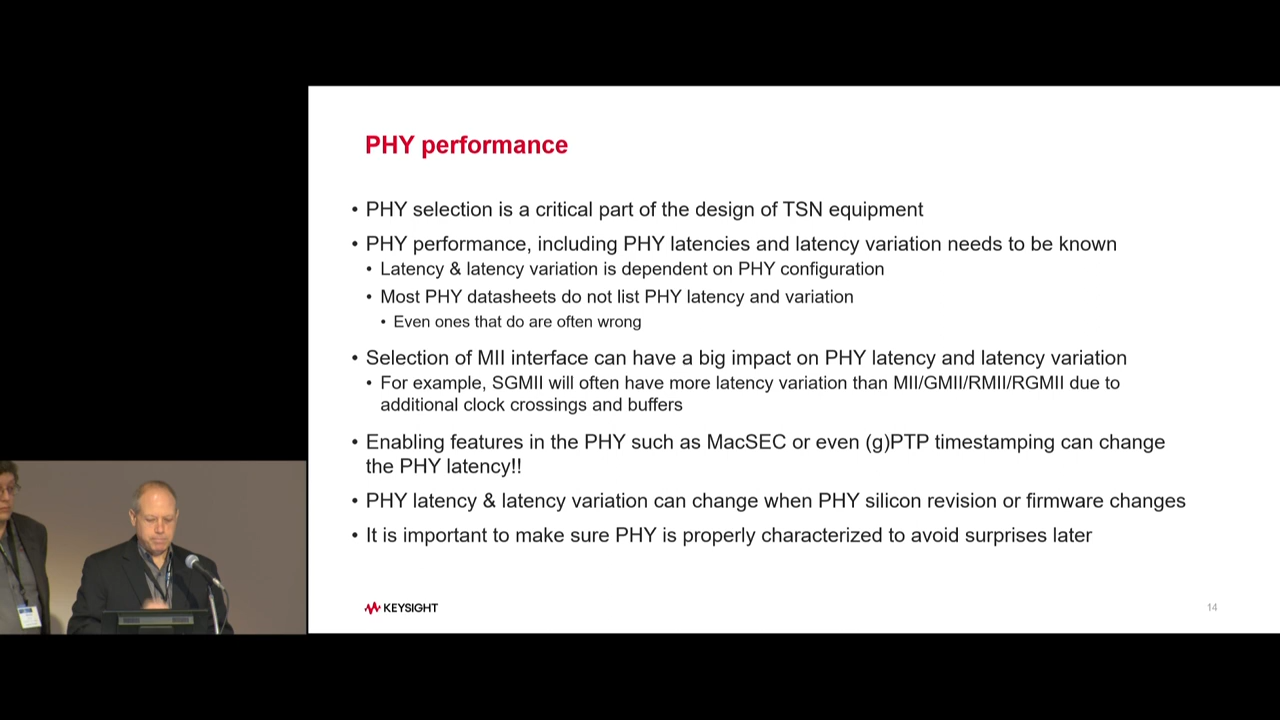 PHY performance
• PHY selection is a critical part of the design of TSN equipment
• PHY performance, including PHY latencies and latency variation needs to be known
• Latency & latency variation is dependent on PHY configuration
• Most PHY datasheets do not list PHY latency and variation
• Even ones that do are often wrong
• Selection of MII interface can have a big impact on PHY latency and latency variation
• For example, SGMII will often have more latency variation than MII/GMII/RMII/RGMII due to
additional clock crossings and buffers
• Enabling features in the PHY such as MacSEC or even (g)PTP timestamping can change
the PHY latency!!
• PHY latency & latency variation can change when PHY silicon revision or firmware changes
• It is important to make sure PHY is properly characterized to avoid surprises later
KEYSIGHT
14